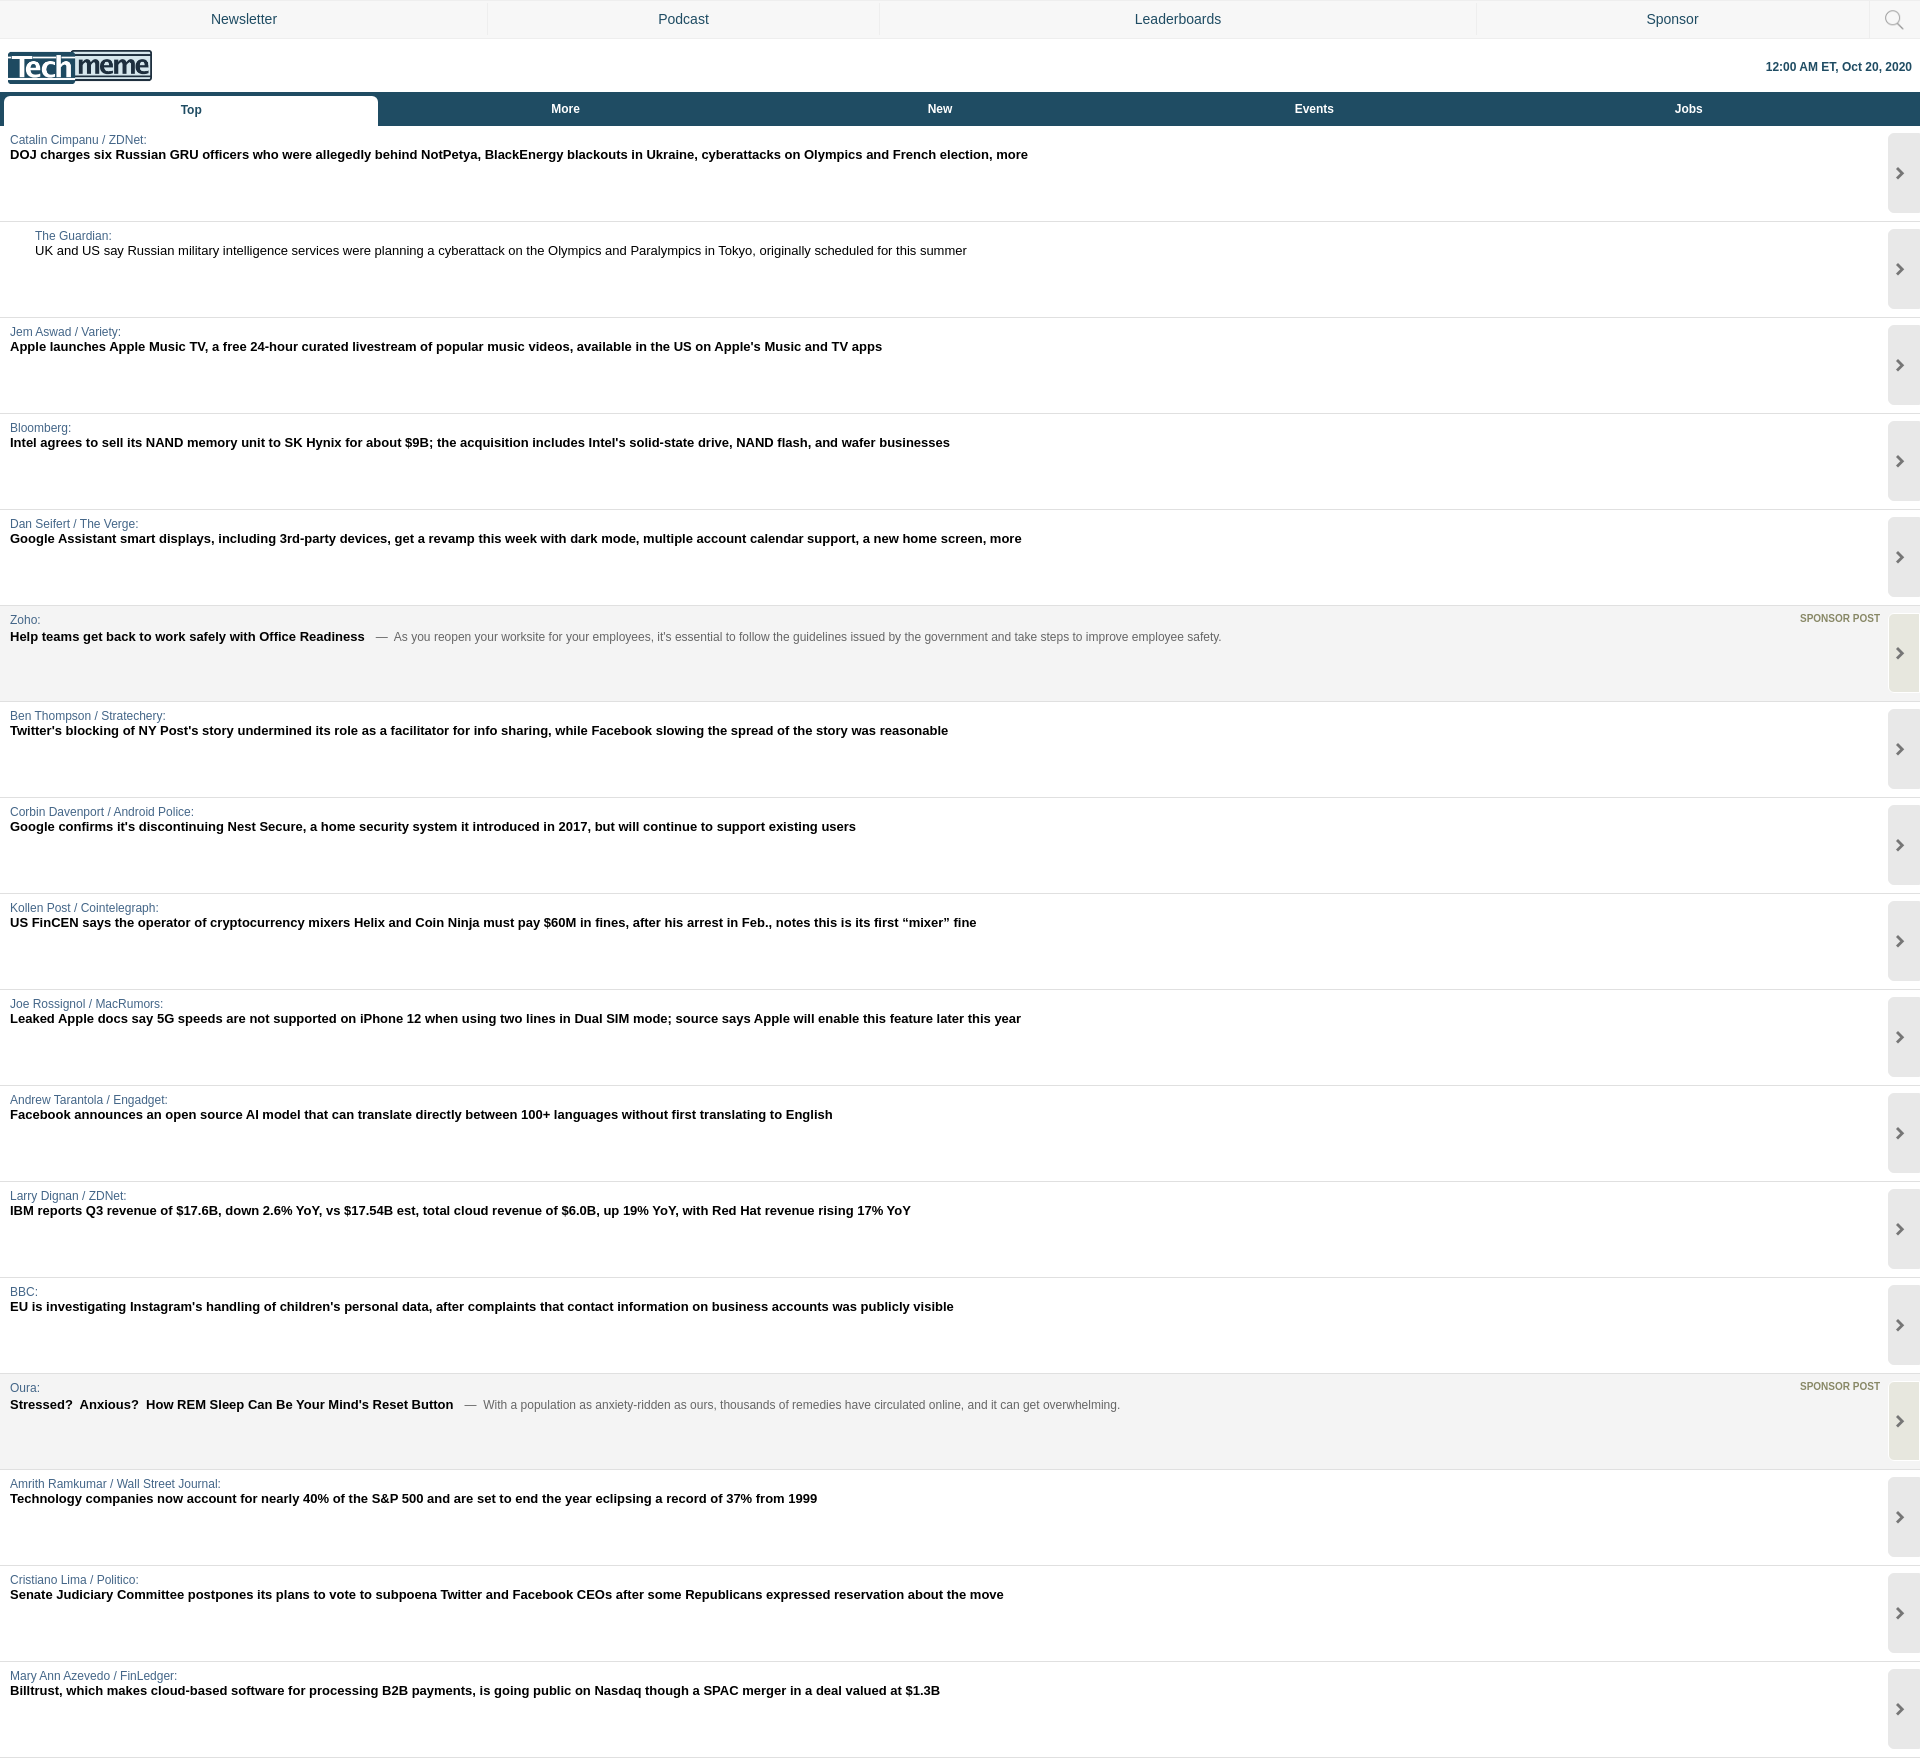 Newsletter Podcast Leaderboards Sponsor
Techmeme 12:00 AM ET, Oct 20, 2020
Top More New Events Jobs
Catalin Cimpanu / ZDNet:
DOJ charges six Russian GRU officers who were allegedly behind NotPetya, BlackEnergy blackouts in Ukraine, cyberattacks on Olympics and French election, more
The Guardian:
UK and US say Russian military intelligence services were planning a cyberattack on the Olympics and Paralympics in Tokyo, originally scheduled for this summer
Jem Aswad / Variety:
Apple launches Apple Music TV, a free 24-hour curated livestream of popular music videos, available in the US on Apple's Music and TV apps
Bloomberg:
Intel agrees to sell its NAND memory unit to SK Hynix for about $9B; the acquisition includes Intel's solid-state drive, NAND flash, and wafer businesses
Dan Seifert / The Verge:
Google Assistant smart displays, including 3rd-party devices, get a revamp this week with dark mode, multiple account calendar support, a new home screen, more
Zoho: SPONSOR POST
Help teams get back to work safely with Office Readiness — As you reopen your worksite for your employees, it's essential to follow the guidelines issued by the government and take steps to improve employee safety.
Ben Thompson / Stratechery:
Twitter's blocking of NY Post's story undermined its role as a facilitator for info sharing, while Facebook slowing the spread of the story was reasonable
Corbin Davenport / Android Police:
Google confirms it's discontinuing Nest Secure, a home security system it introduced in 2017, but will continue to support existing users
Kollen Post / Cointelegraph:
US FinCEN says the operator of cryptocurrency mixers Helix and Coin Ninja must pay $60M in fines, after his arrest in Feb., notes this is its first “mixer” fine
Joe Rossignol / MacRumors:
Leaked Apple docs say 5G speeds are not supported on iPhone 12 when using two lines in Dual SIM mode; source says Apple will enable this feature later this year
Andrew Tarantola / Engadget:
Facebook announces an open source AI model that can translate directly between 100+ languages without first translating to English
Larry Dignan / ZDNet:
IBM reports Q3 revenue of $17.6B, down 2.6% YoY, vs $17.54B est, total cloud revenue of $6.0B, up 19% YoY, with Red Hat revenue rising 17% YoY
BBC:
EU is investigating Instagram's handling of children's personal data, after complaints that contact information on business accounts was publicly visible
Oura: SPONSOR POST
Stressed? Anxious? How REM Sleep Can Be Your Mind's Reset Button — With a population as anxiety-ridden as ours, thousands of remedies have circulated online, and it can get overwhelming.
Amrith Ramkumar / Wall Street Journal:
Technology companies now account for nearly 40% of the S&P 500 and are set to end the year eclipsing a record of 37% from 1999
Cristiano Lima / Politico:
Senate Judiciary Committee postpones its plans to vote to subpoena Twitter and Facebook CEOs after some Republicans expressed reservation about the move
Mary Ann Azevedo / FinLedger:
Billtrust, which makes cloud-based software for processing B2B payments, is going public on Nasdaq though a SPAC merger in a deal valued at $1.3B